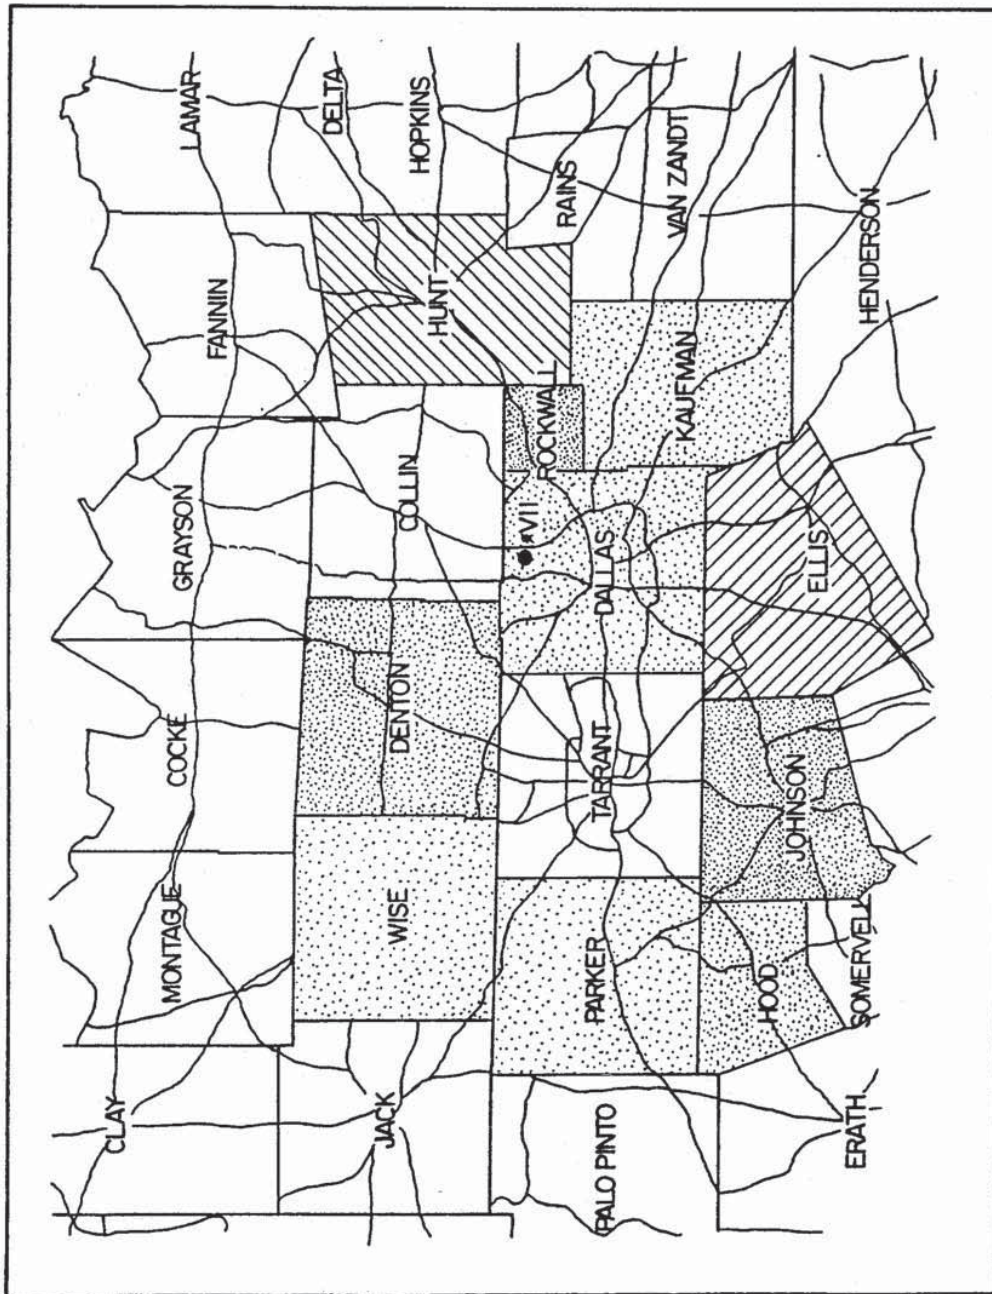 CLAY
MONTAGUE
COCKE
GRAYSON
FANNIN
LAMAR
DELTA
JACK
WISE
DENTON
COLLIN
HUNT
HOPKINS
PALO PINTO
PARKER
TARRANT
DALLAS
VII
ROCKWALL
RAINS
KAUFMAN
VAN ZANDT
ERATH
HOOD
SOMERVELL
JOHNSON
ELLIS
HENDERSON